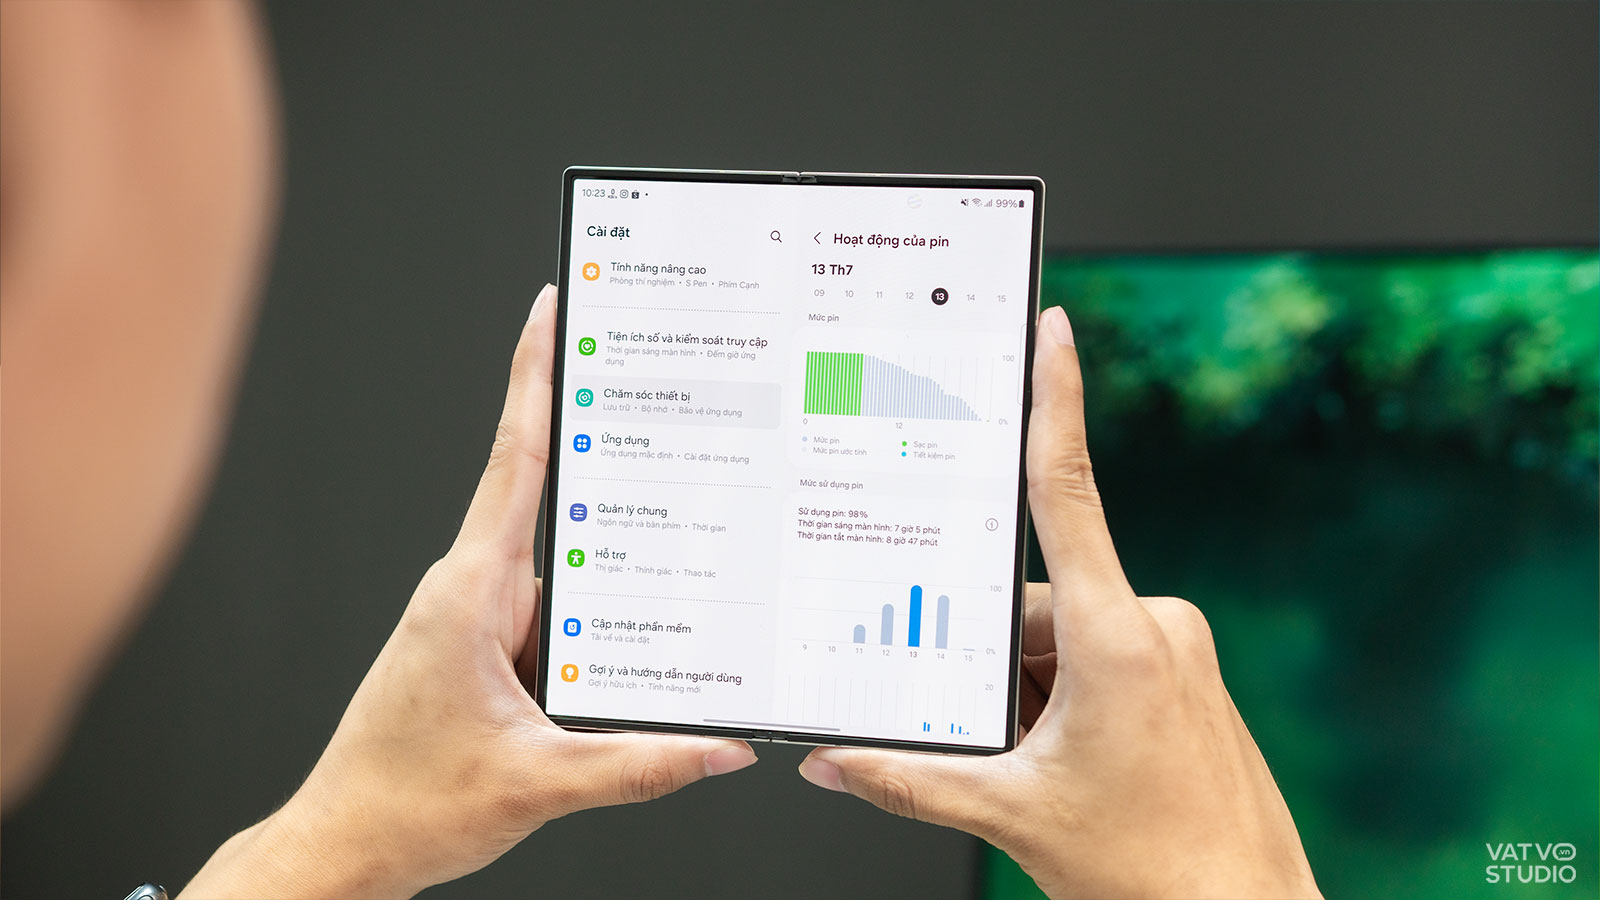 10:23
99%
Cài đặt
Tính năng nâng cao
Phòng thí nghiệm • S Pen • Phím Cạnh
Tiện ích số và kiểm soát truy cập
Thời gian sáng màn hình • Đếm giờ ứng
dụng
Chăm sóc thiết bị
Lưu trữ • Bộ nhớ • Bảo vệ ứng dụng
Ứng dụng
Ứng dụng mặc định • Cài đặt ứng dụng
Quản lý chung
Ngôn ngữ và bàn phím • Thời gian
Hỗ trợ
Thị giác • Thính giác • Thao tác
Cập nhật phần mềm
Tải về và cài đặt
Gợi ý và hướng dẫn người dùng
Gợi ý hữu ích • Tính năng mới
Hoạt động của pin
13 Th7
09 10 11 12 13 14 15
Mức pin
100
0%
0 12
Mức pin Sạc pin
Mức pin ước tính Tiết kiệm pin
Mức sử dụng pin
Sử dụng pin: 98%
Thời gian sáng màn hình: 7 giờ 5 phút
Thời gian tắt màn hình: 8 giờ 47 phút
100
0%
9 10 11 12 13 14 15
20
VATVO.vn
STUDIO